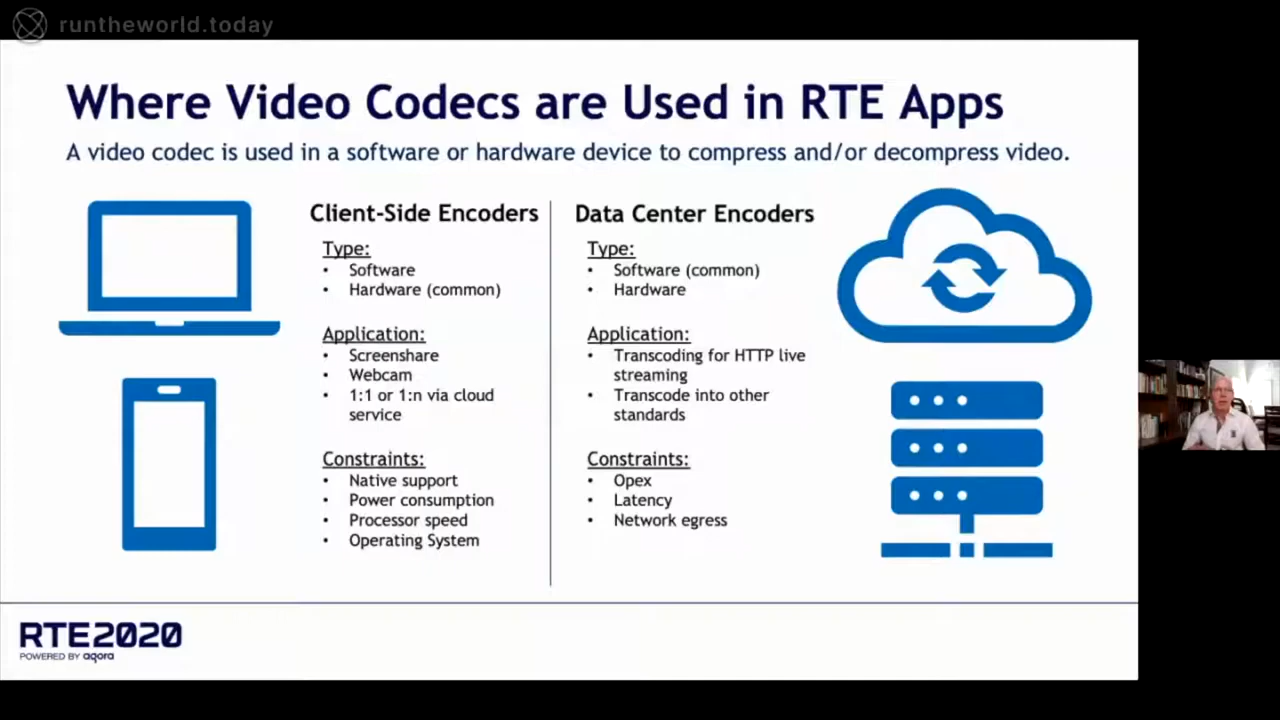 runtheworld.today
Where Video Codecs are Used in RTE Apps
A video codec is used in a software or hardware device to compress and/or decompress video.
Client-Side Encoders
Type:
• Software
• Hardware (common)
Application:
• Screenshare
• Webcam
• 1:1 or 1:n via cloud
service
Constraints:
• Native support
• Power consumption
• Processor speed
• Operating System
Data Center Encoders
Type:
• Software (common)
• Hardware
Application:
• Transcoding for HTTP live
streaming
• Transcode into other
standards
Constraints:
• Opex
• Latency
• Network egress
RTE2020
POWERED BY agora